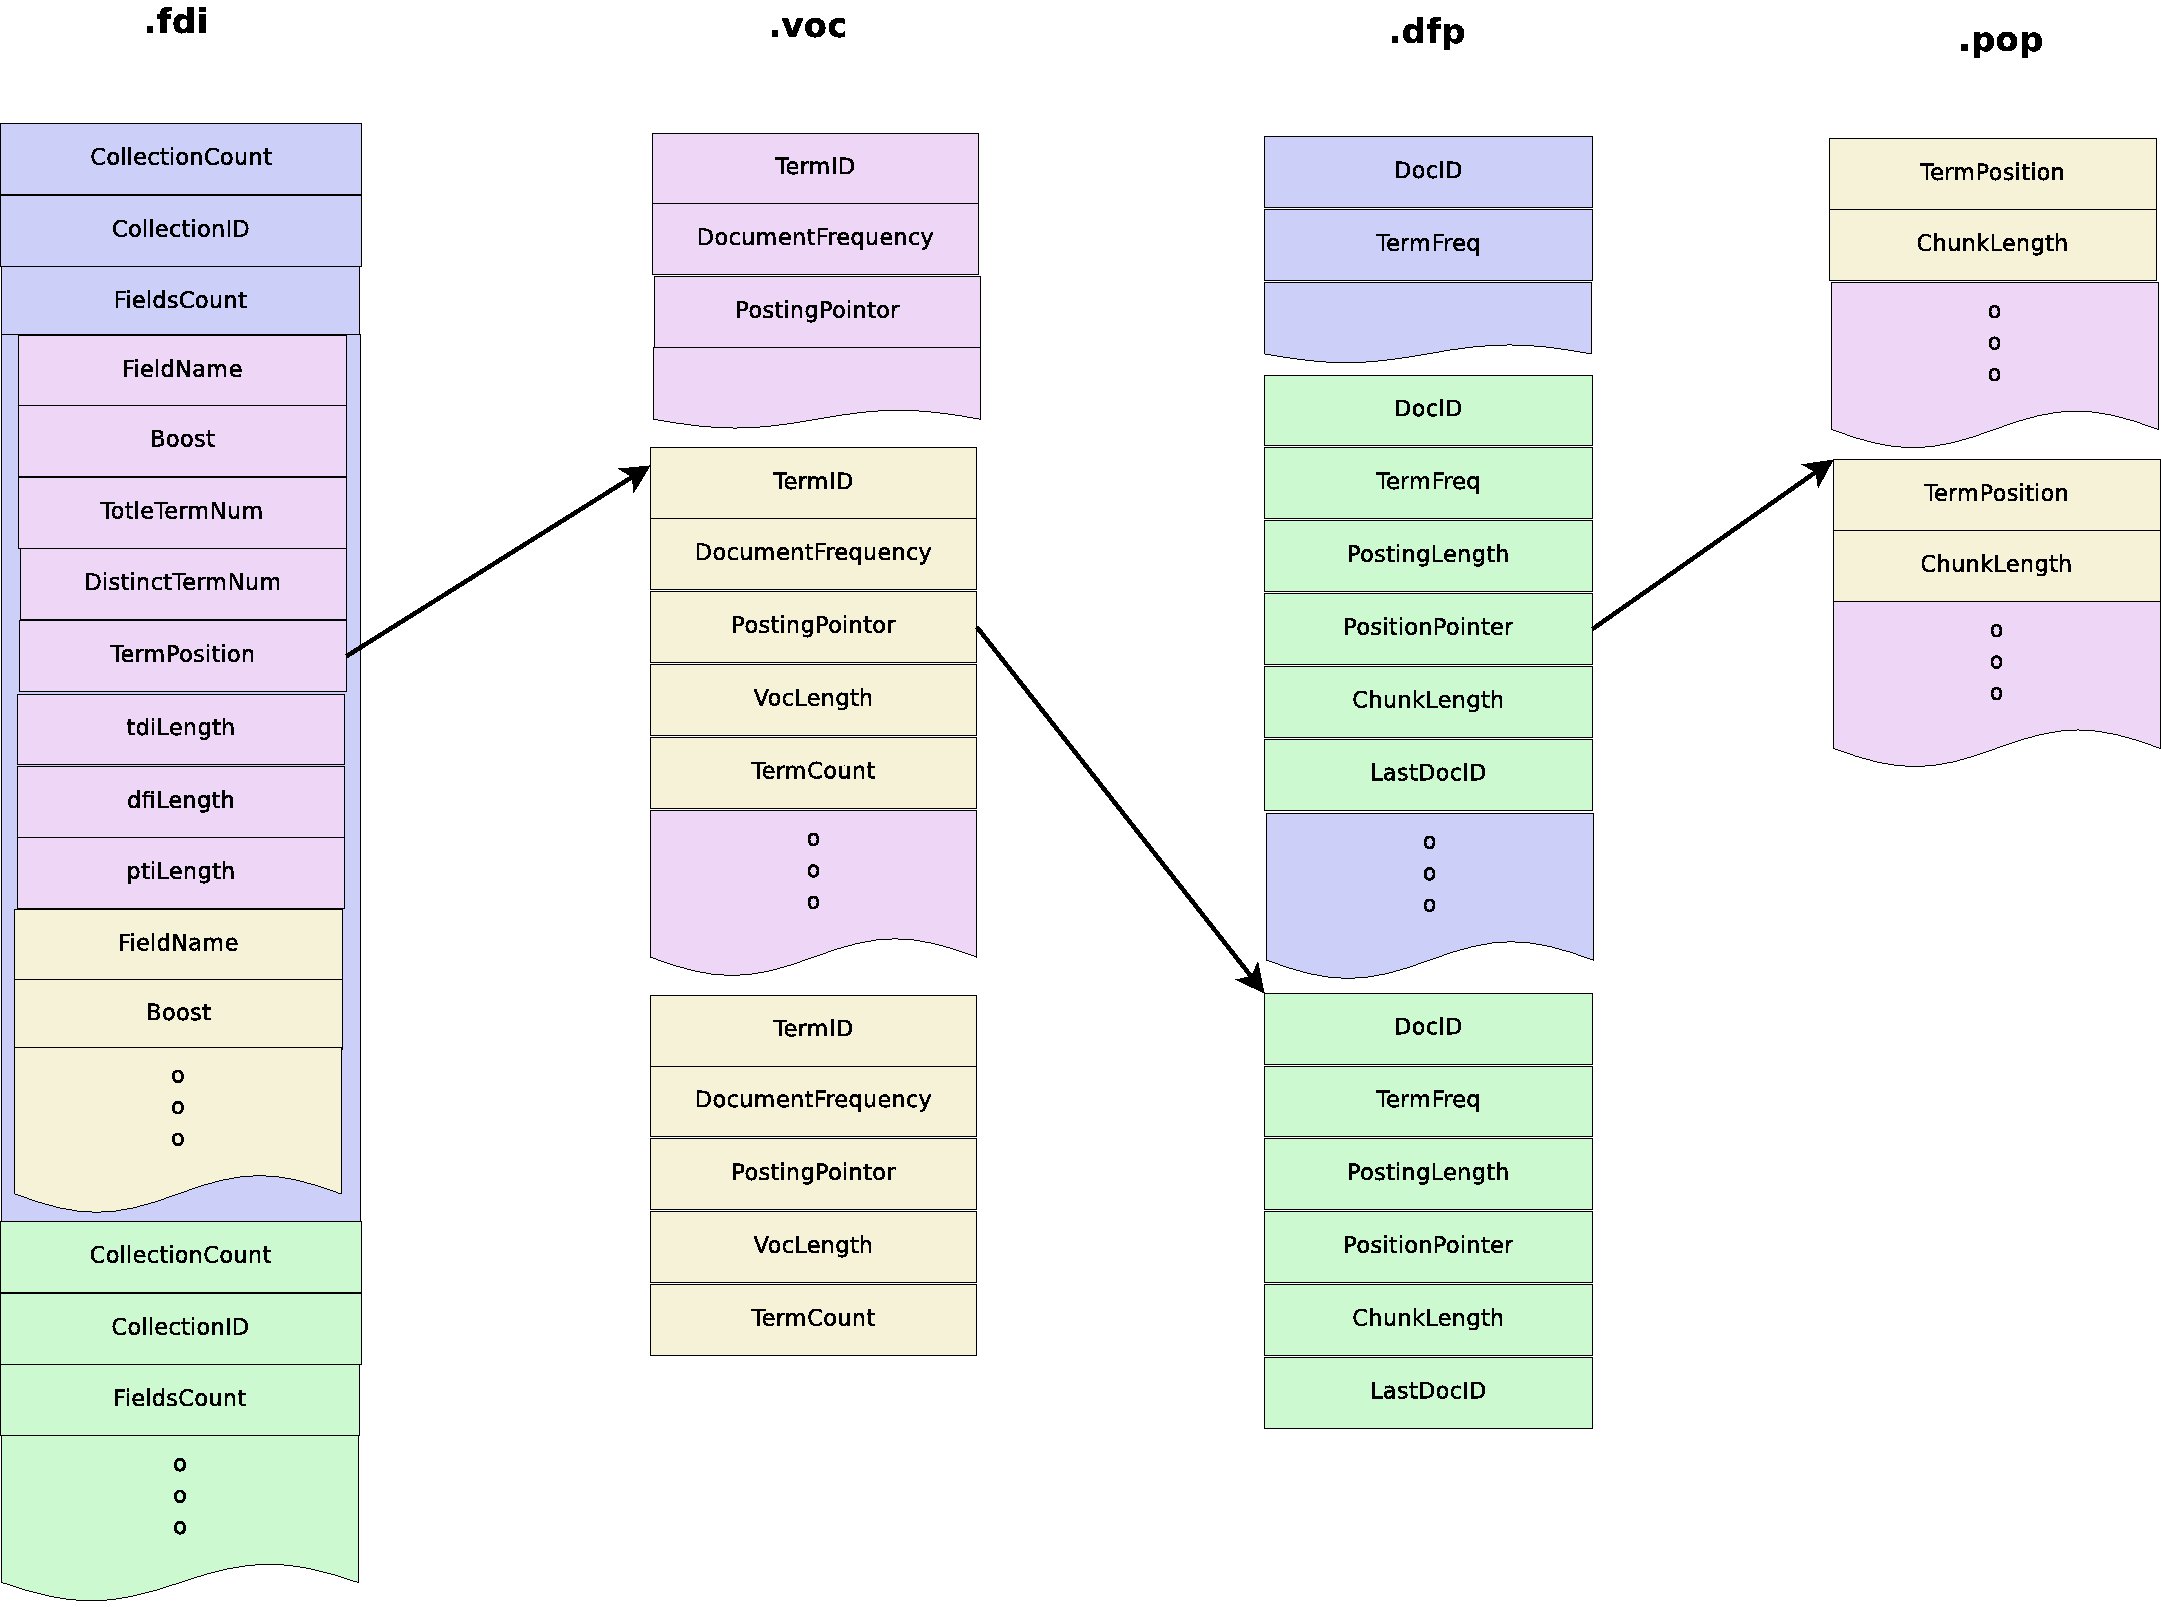 .fdi
CollectionCount
CollectionID
FieldsCount
FieldName
Boost
TotleTermNum
DistinctTermNum
TermPosition
tdiLength
dfiLength
ptiLength
FieldName
Boost
o
o
o
CollectionCount
CollectionID
FieldsCount
o
o
o
.voc
TermID
DocumentFrequency
PostingPointor
TermID
DocumentFrequency
PostingPointor
VocLength
TermCount
o
o
o
TermID
DocumentFrequency
PostingPointor
VocLength
TermCount
.dfp
DocID
TermFreq
DocID
TermFreq
PostingLength
PositionPointer
ChunkLength
LastDocID
o
o
o
DocID
TermFreq
PostingLength
PositionPointer
ChunkLength
LastDocID
.pop
TermPosition
ChunkLength
o
o
o
TermPosition
ChunkLength
o
o
o